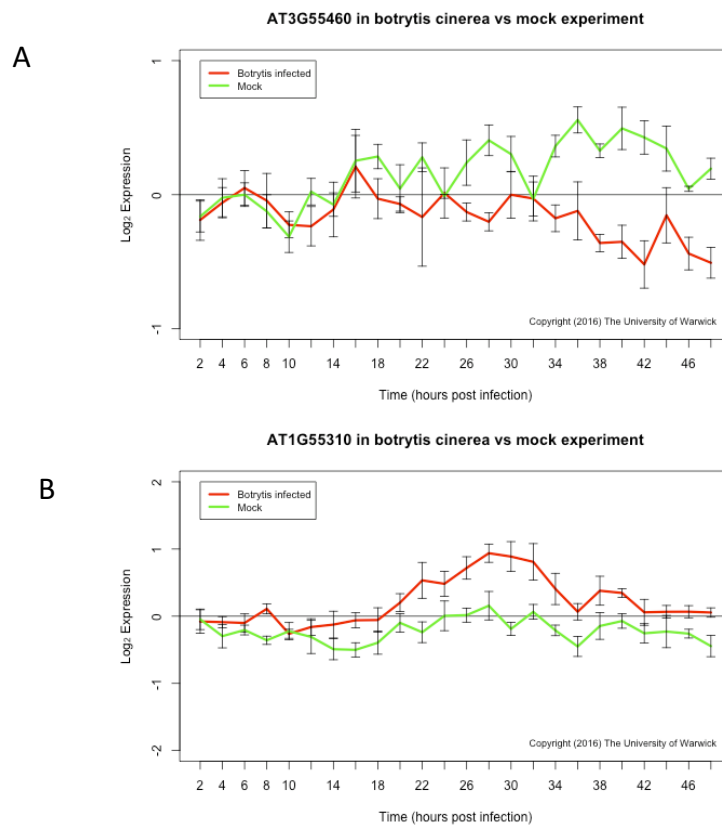 A
AT3G55460 in botrytis cinerea vs mock experiment
Botrytis infected
Mock
Log2 Expression
1
0
-1
Copyright (2016) The University of Warwick
2 4 6 8 10 14 18 22 26 30 34 38 42 46
Time (hours post infection)
B
AT1G55310 in botrytis cinerea vs mock experiment
Botrytis infected
Mock
Log2 Expression
2
1
0
-1
-2
Copyright (2016) The University of Warwick
2 4 6 8 10 14 18 22 26 30 34 38 42 46
Time (hours post infection)